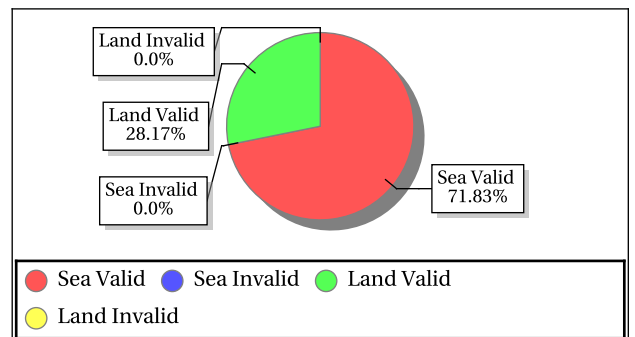 Land Invalid
0.0%
Land Valid
28.17%
Sea Invalid
0.0%
Sea Valid
71.83%
Sea Valid
Sea Invalid
Land Valid
Land Invalid